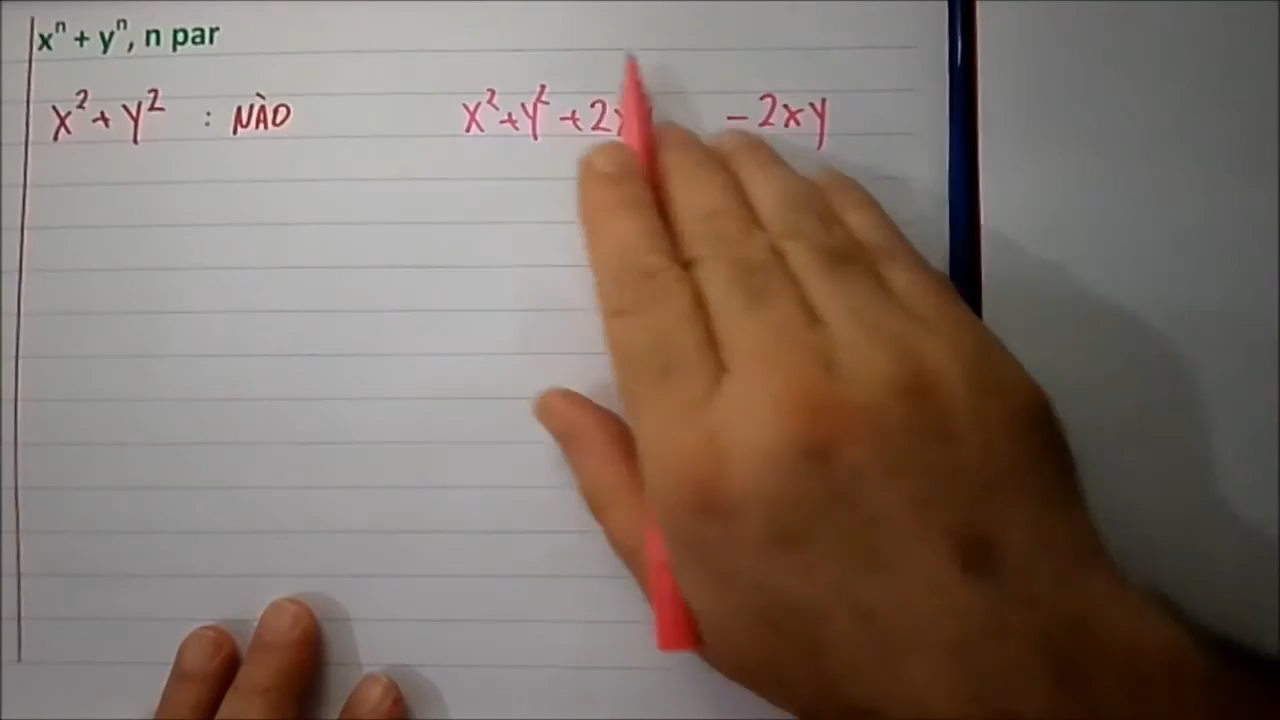 xⁿ + yⁿ, n par
x² + y² : NÃO x² + y² + 2x - 2xy